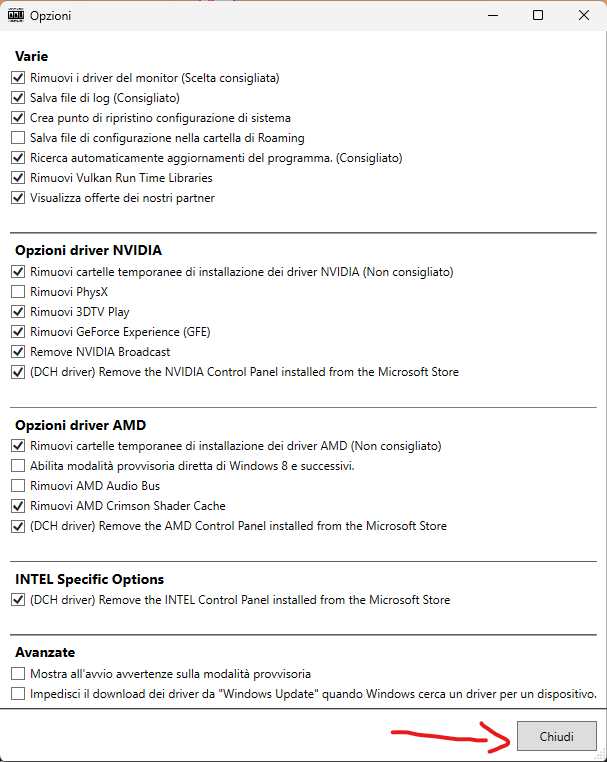 Opzioni
Varie
Rimuovi i driver del monitor (Scelta consigliata)
Salva file di log (Consigliato)
Crea punto di ripristino configurazione di sistema
Salva file di configurazione nella cartella di Roaming
Ricerca automaticamente aggiornamenti del programma. (Consigliato)
Rimuovi Vulkan Run Time Libraries
Visualizza offerte dei nostri partner
Opzioni driver NVIDIA
Rimuovi cartelle temporanee di installazione dei driver NVIDIA (Non consigliato)
Rimuovi PhysX
Rimuovi 3DTV Play
Rimuovi GeForce Experience (GFE)
Remove NVIDIA Broadcast
(DCH driver) Remove the NVIDIA Control Panel installed from the Microsoft Store
Opzioni driver AMD
Rimuovi cartelle temporanee di installazione dei driver AMD (Non consigliato)
Abilita modalità provvisoria diretta di Windows 8 e successivi.
Rimuovi AMD Audio Bus
Rimuovi AMD Crimson Shader Cache
(DCH driver) Remove the AMD Control Panel installed from the Microsoft Store
INTEL Specific Options
(DCH driver) Remove the INTEL Control Panel installed from the Microsoft Store
Avanzate
Mostra all'avvio avvertenze sulla modalità provvisoria
Impedisci il download dei driver da "Windows Update" quando Windows cerca un driver per un dispositivo.
Chiudi